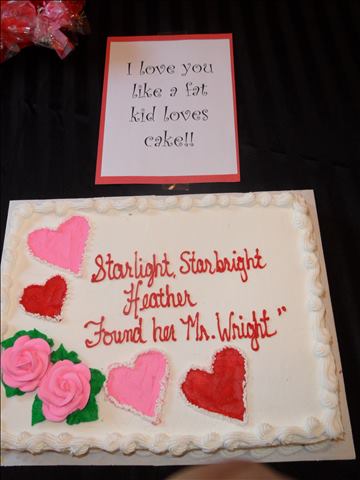 I love you
like a fat
kid loves
cake!!
Starlight, Starbright
Heather
Found her Mr. Wright"